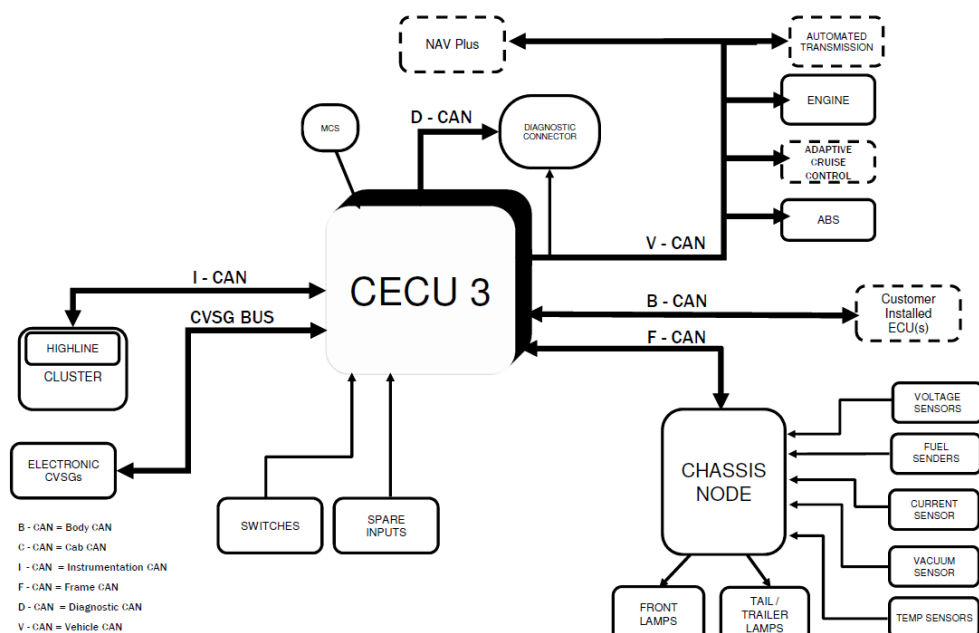 NAV Plus
AUTOMATED
TRANSMISSION
ENGINE
ADAPTIVE
CRUISE
CONTROL
ABS
D - CAN
MCS
DIAGNOSTIC
CONNECTOR
V - CAN
I - CAN
CECU 3
B - CAN
Customer
Installed
ECU(s)
CVSG BUS
F - CAN
HIGHLINE
CLUSTER
ELECTRONIC
CVSGs
SWITCHES
SPARE
INPUTS
CHASSIS
NODE
VOLTAGE
SENSORS
FUEL
SENDERS
CURRENT
SENSOR
VACUUM
SENSOR
TEMP SENSORS
FRONT
LAMPS
TAIL /
TRAILER
LAMPS
B - CAN = Body CAN
C - CAN = Cab CAN
I - CAN = Instrumentation CAN
F - CAN = Frame CAN
D - CAN = Diagnostic CAN
V - CAN = Vehicle CAN